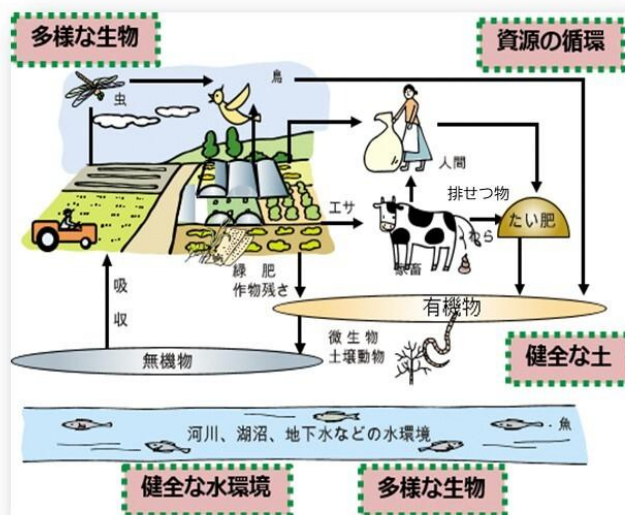 多様な生物
資源の循環
虫
鳥
人間
排せつ物
エサ
たい肥
わら
家畜
緑 肥
作物残さ
吸
収
有機物
微生物
土壌動物
無機物
健全な土
河川、湖沼、地下水などの水環境
・魚
健全な水環境
多様な生物